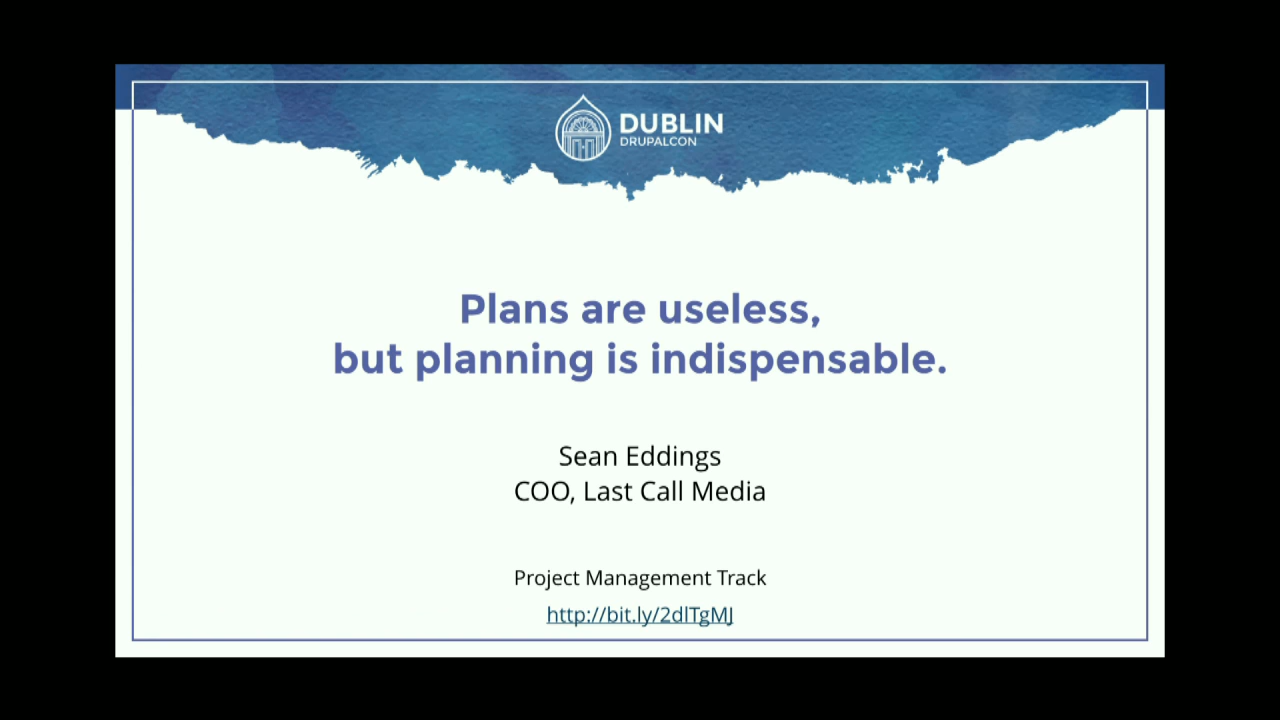 DUBLIN
DRUPALCON
Plans are useless,
but planning is indispensable.
Sean Eddings
COO, Last Call Media
Project Management Track
http://bit.ly/2dlTgMJ